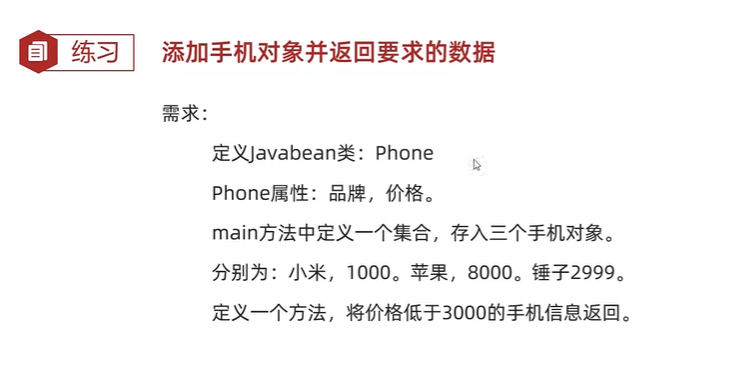 练习 添加手机对象并返回要求的数据
需求：
定义Javabean类：Phone
Phone属性：品牌，价格。
main方法中定义一个集合，存入三个手机对象。
分别为：小米，1000。苹果，8000。锤子2999。
定义一个方法，将价格低于3000的手机信息返回。